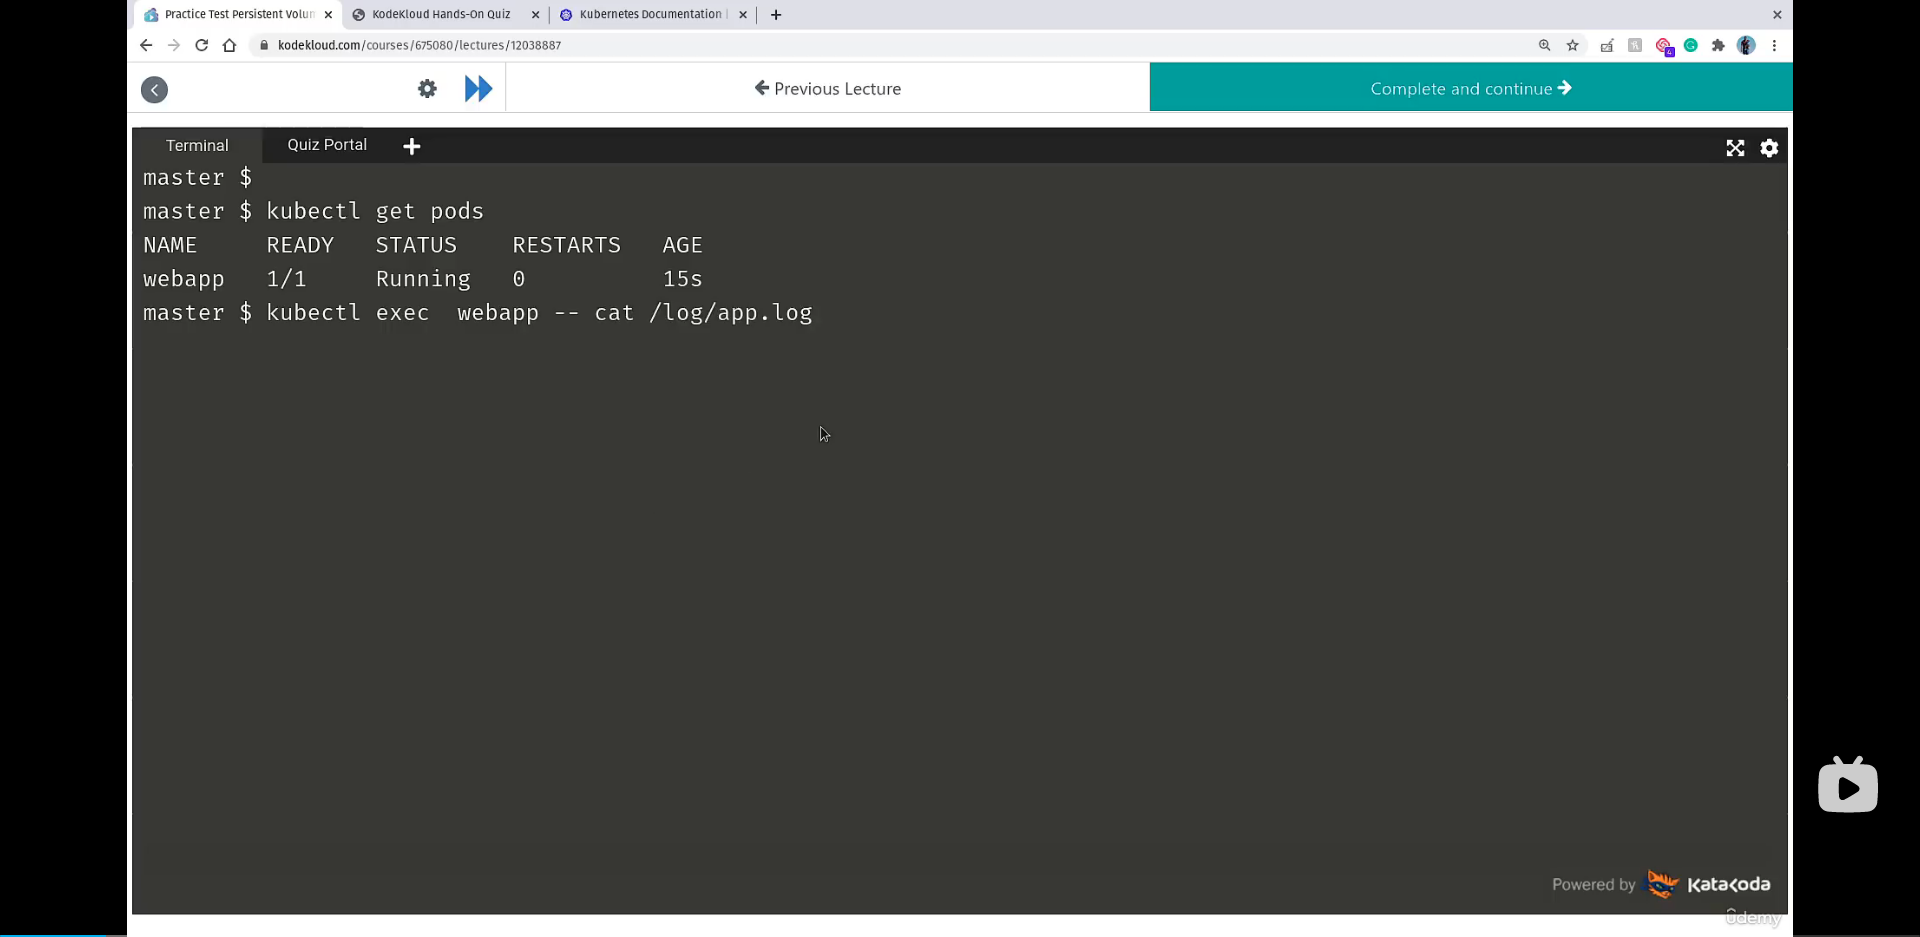 Practice Test Persistent Volum
KodeKloud Hands-On Quiz
Kubernetes Documentation
kodekloud.com/courses/675080/lectures/12038887
Previous Lecture
Complete and continue
Terminal
Quiz Portal
master $
master $ kubectl get pods
NAME READY STATUS RESTARTS AGE
webapp 1/1 Running 0 15s
master $ kubectl exec  webapp -- cat /log/app.log
Powered by Katacoda
Udemy